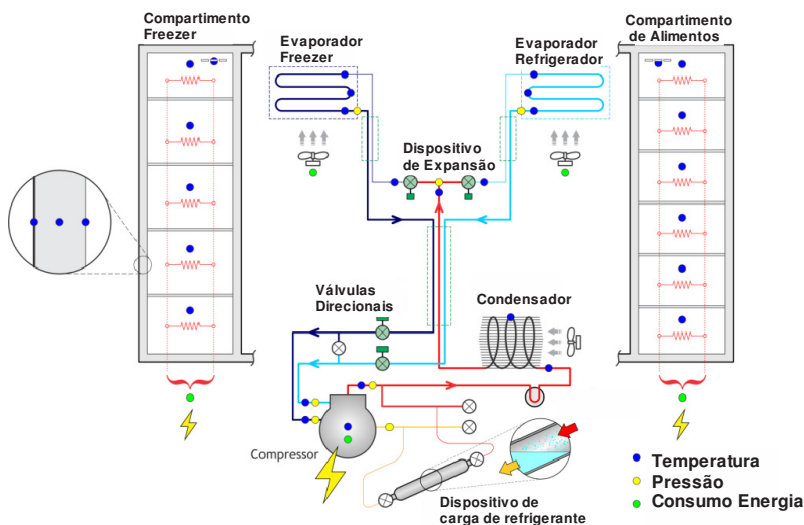 Compartimento
Freezer
Evaporador
Freezer
Evaporador
Refrigerador
Compartimento
de Alimentos
Dispositivo
de Expansão
Válvulas
Direcionais
Condensador
Compressor
Dispositivo de
carga de refrigerante
Temperatura
Pressão
Consumo Energia